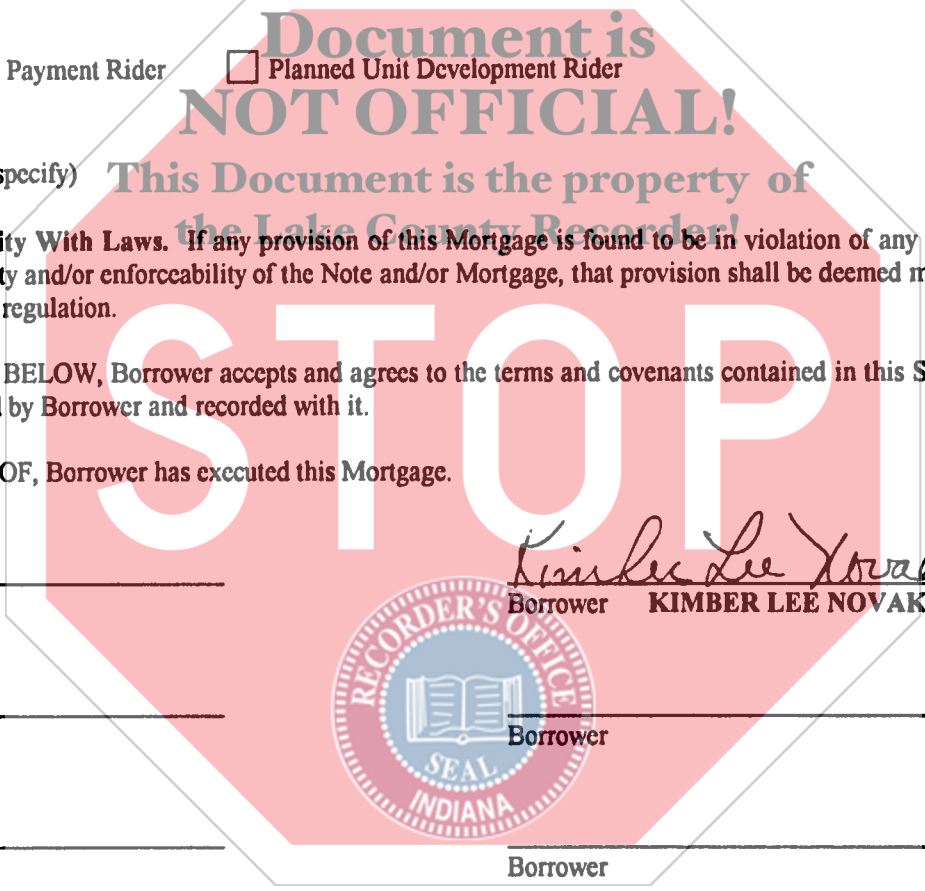 Document is
Payment Rider Planned Unit Development Rider
NOT OFFICIAL!
specify)
This Document is the property of
the Lake County Recorder!
ity With Laws. If any provision of this Mortgage is found to be in violation of any
ty and/or enforceability of the Note and/or Mortgage, that provision shall be deemed m
regulation.
BELOW, Borrower accepts and agrees to the terms and covenants contained in this S
by Borrower and recorded with it.
OF, Borrower has executed this Mortgage.
STOP
Kimber Lee Novak
Borrower KIMBER LEE NOVAK
RECORDER'S OFFICE
Borrower
SEAL
INDIANA
Borrower